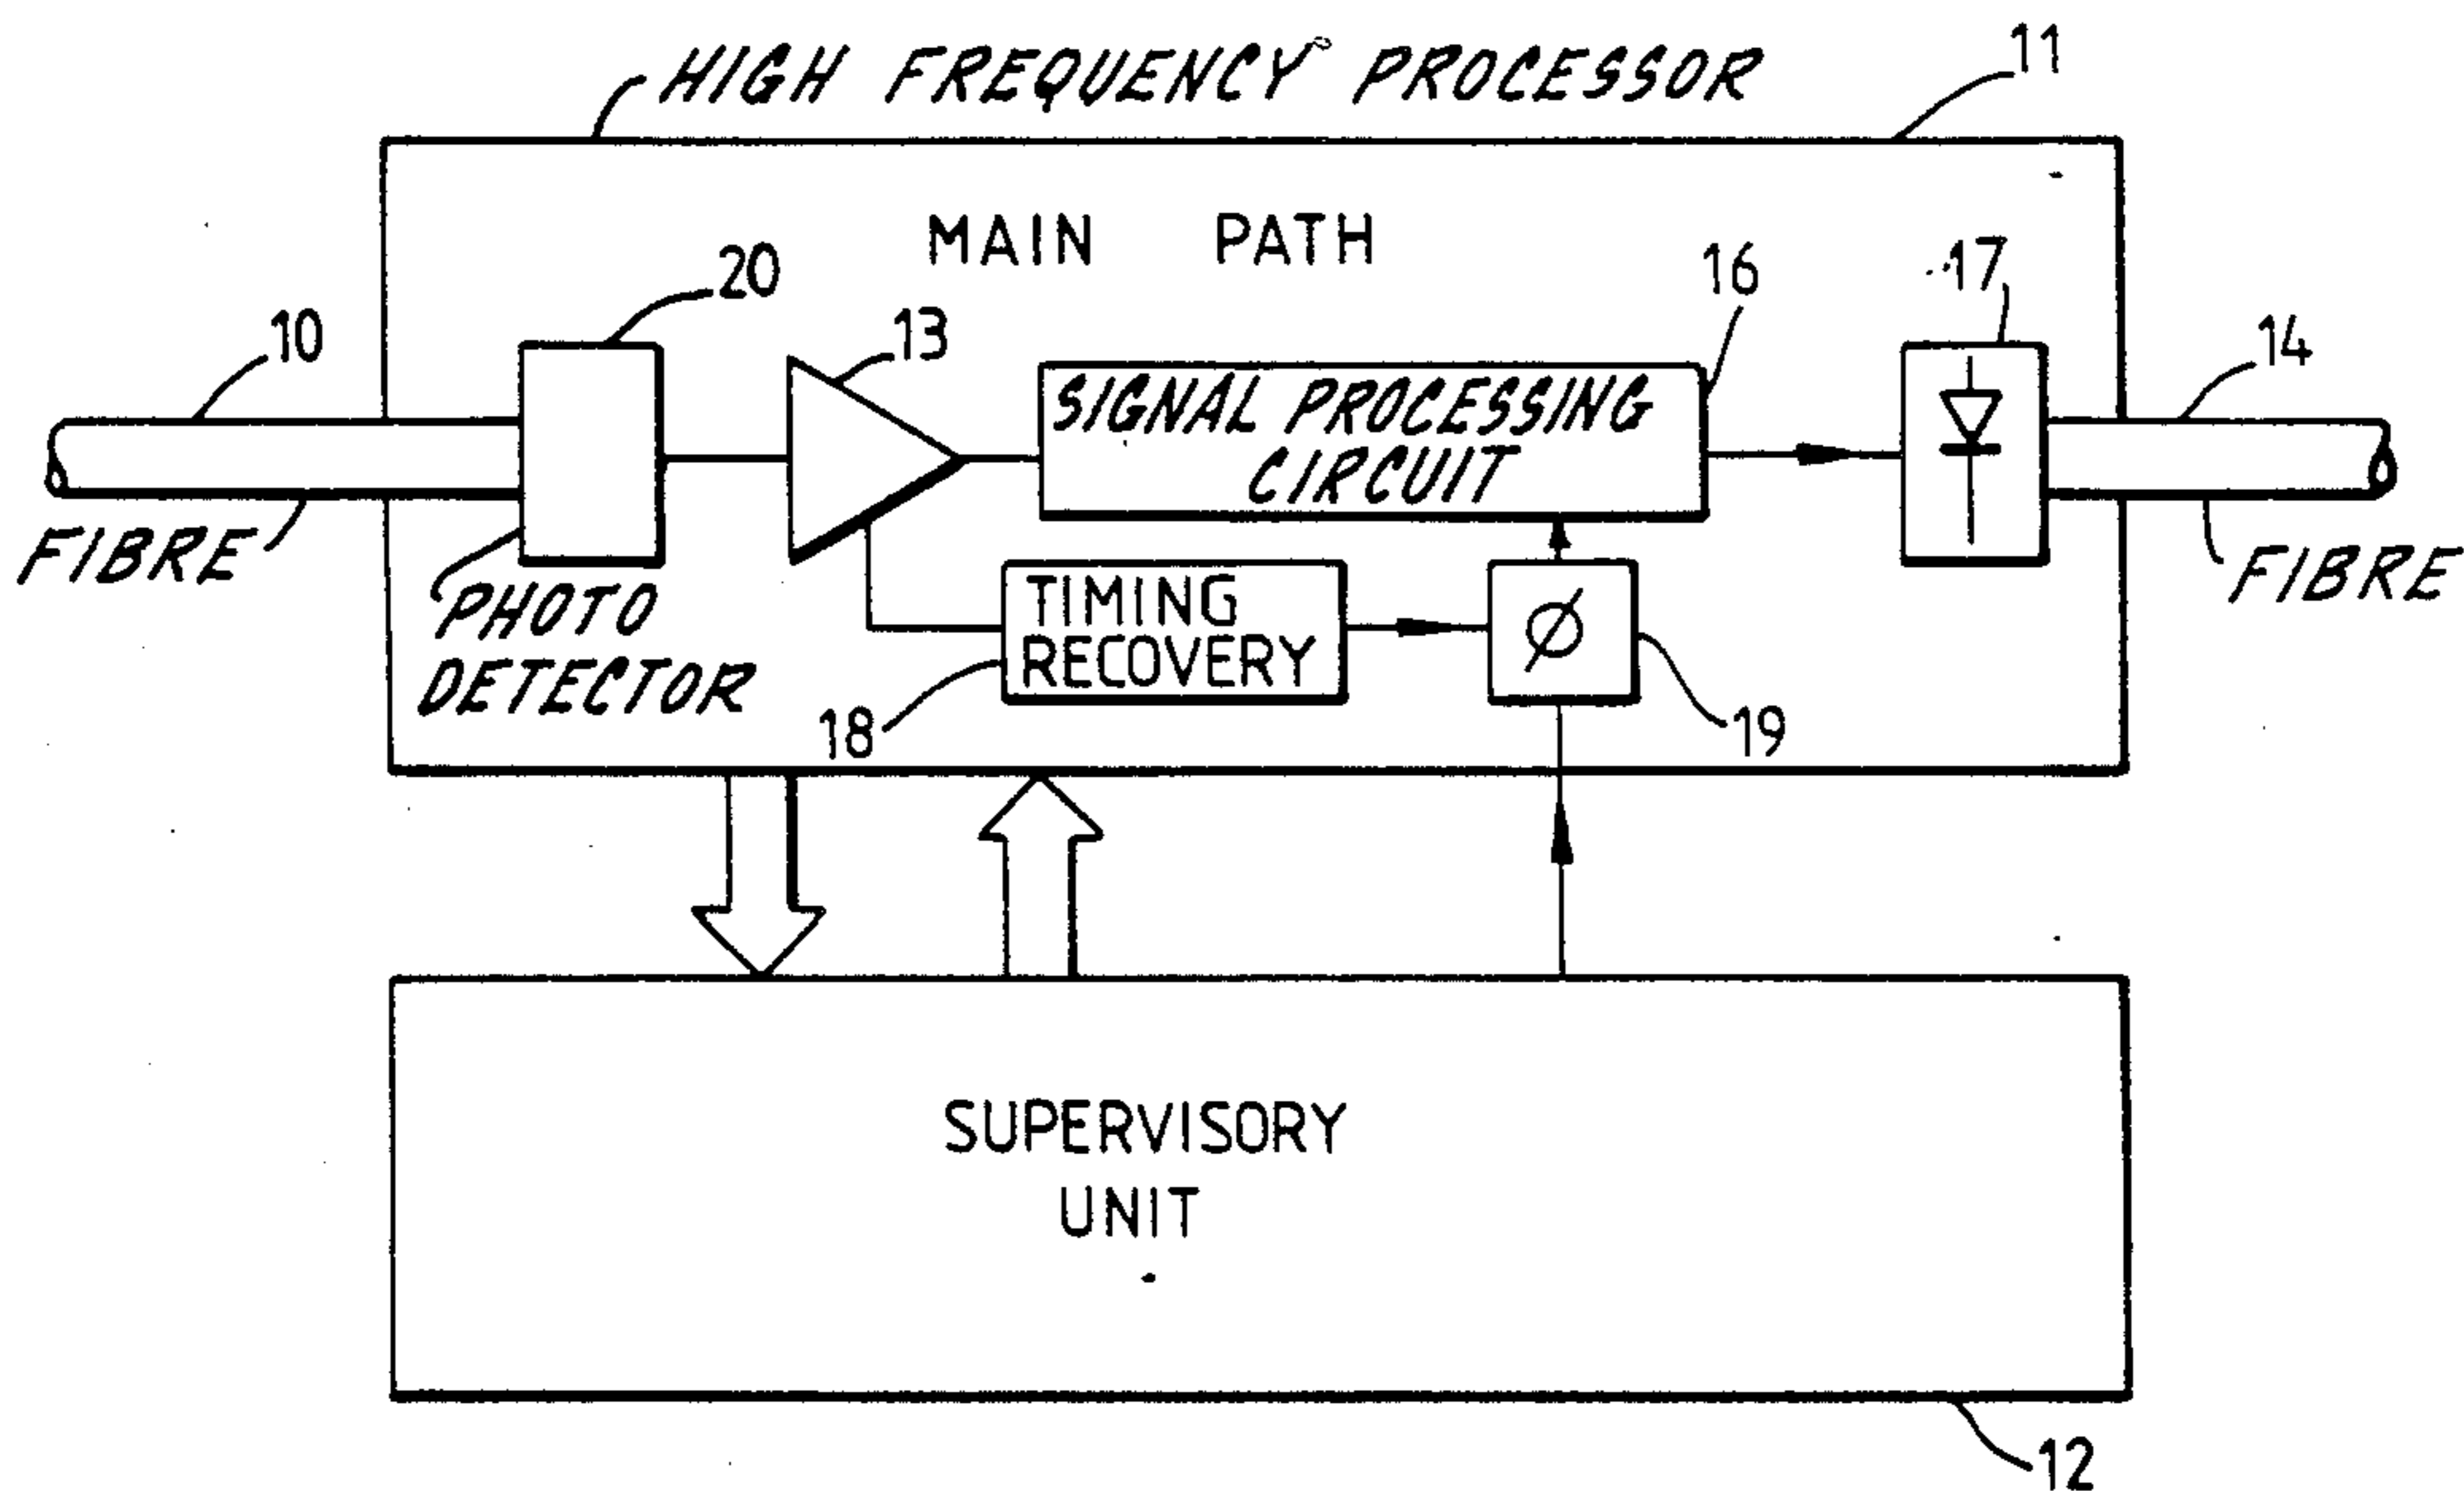 HIGH FREQUENCY PROCESSOR
11
MAIN PATH
20
16
17
10
13
14
SIGNAL PROCESSING
CIRCUIT
FIBRE
FIBRE
TIMING
RECOVERY
Ø
PHOTO
DETECTOR
18
19
SUPERVISORY
UNIT
12